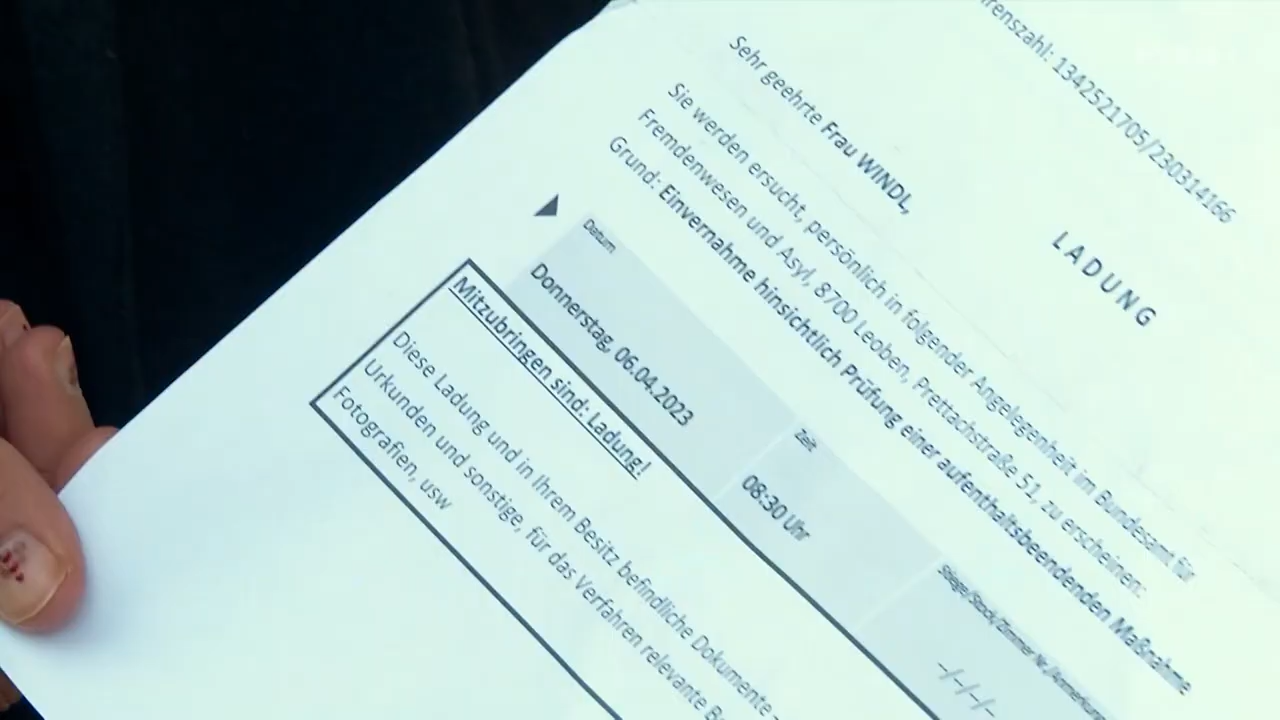 renszahl: 1342521705/230314166
LADUNG
Sehr geehrte Frau WINDL,
Sie werden ersucht, persönlich in folgender Angelegenheit im Bundesamt für
Fremdenwesen und Asyl, 8700 Leoben, Prettachstraße 51, zu erscheinen:
Grund: Einvernahme hinsichtlich Prüfung einer aufenthaltsbeendenden Maßnahme
Datum
Zeit
Stiege/Stock/Zimmer Nr./Anmerkung
Donnerstag, 06.04.2023
08:30 Uhr
-/-/-/-
Mitzubringen sind: Ladung!
Diese Ladung und in Ihrem Besitz befindliche Dokumente -
Urkunden und sonstige, für das Verfahren relevante Be
Fotografien, usw